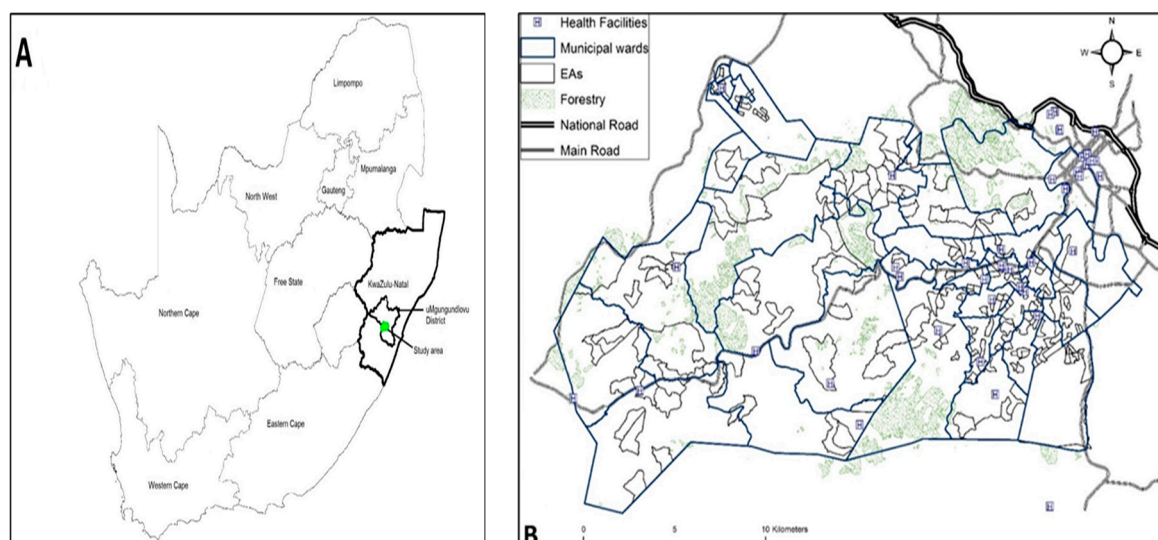 A
Limpompo
Mpumalanga
North West
Gauteng
Free State
KwaZulu-Natal
Northern Cape
uMgungundlovu
District
Study area
Eastern Cape
Western Cape
H Health Facilities
Municipal wards
EAs
Forestry
National Road
Main Road
N
W E
S
B
0 5 10 Kilometers